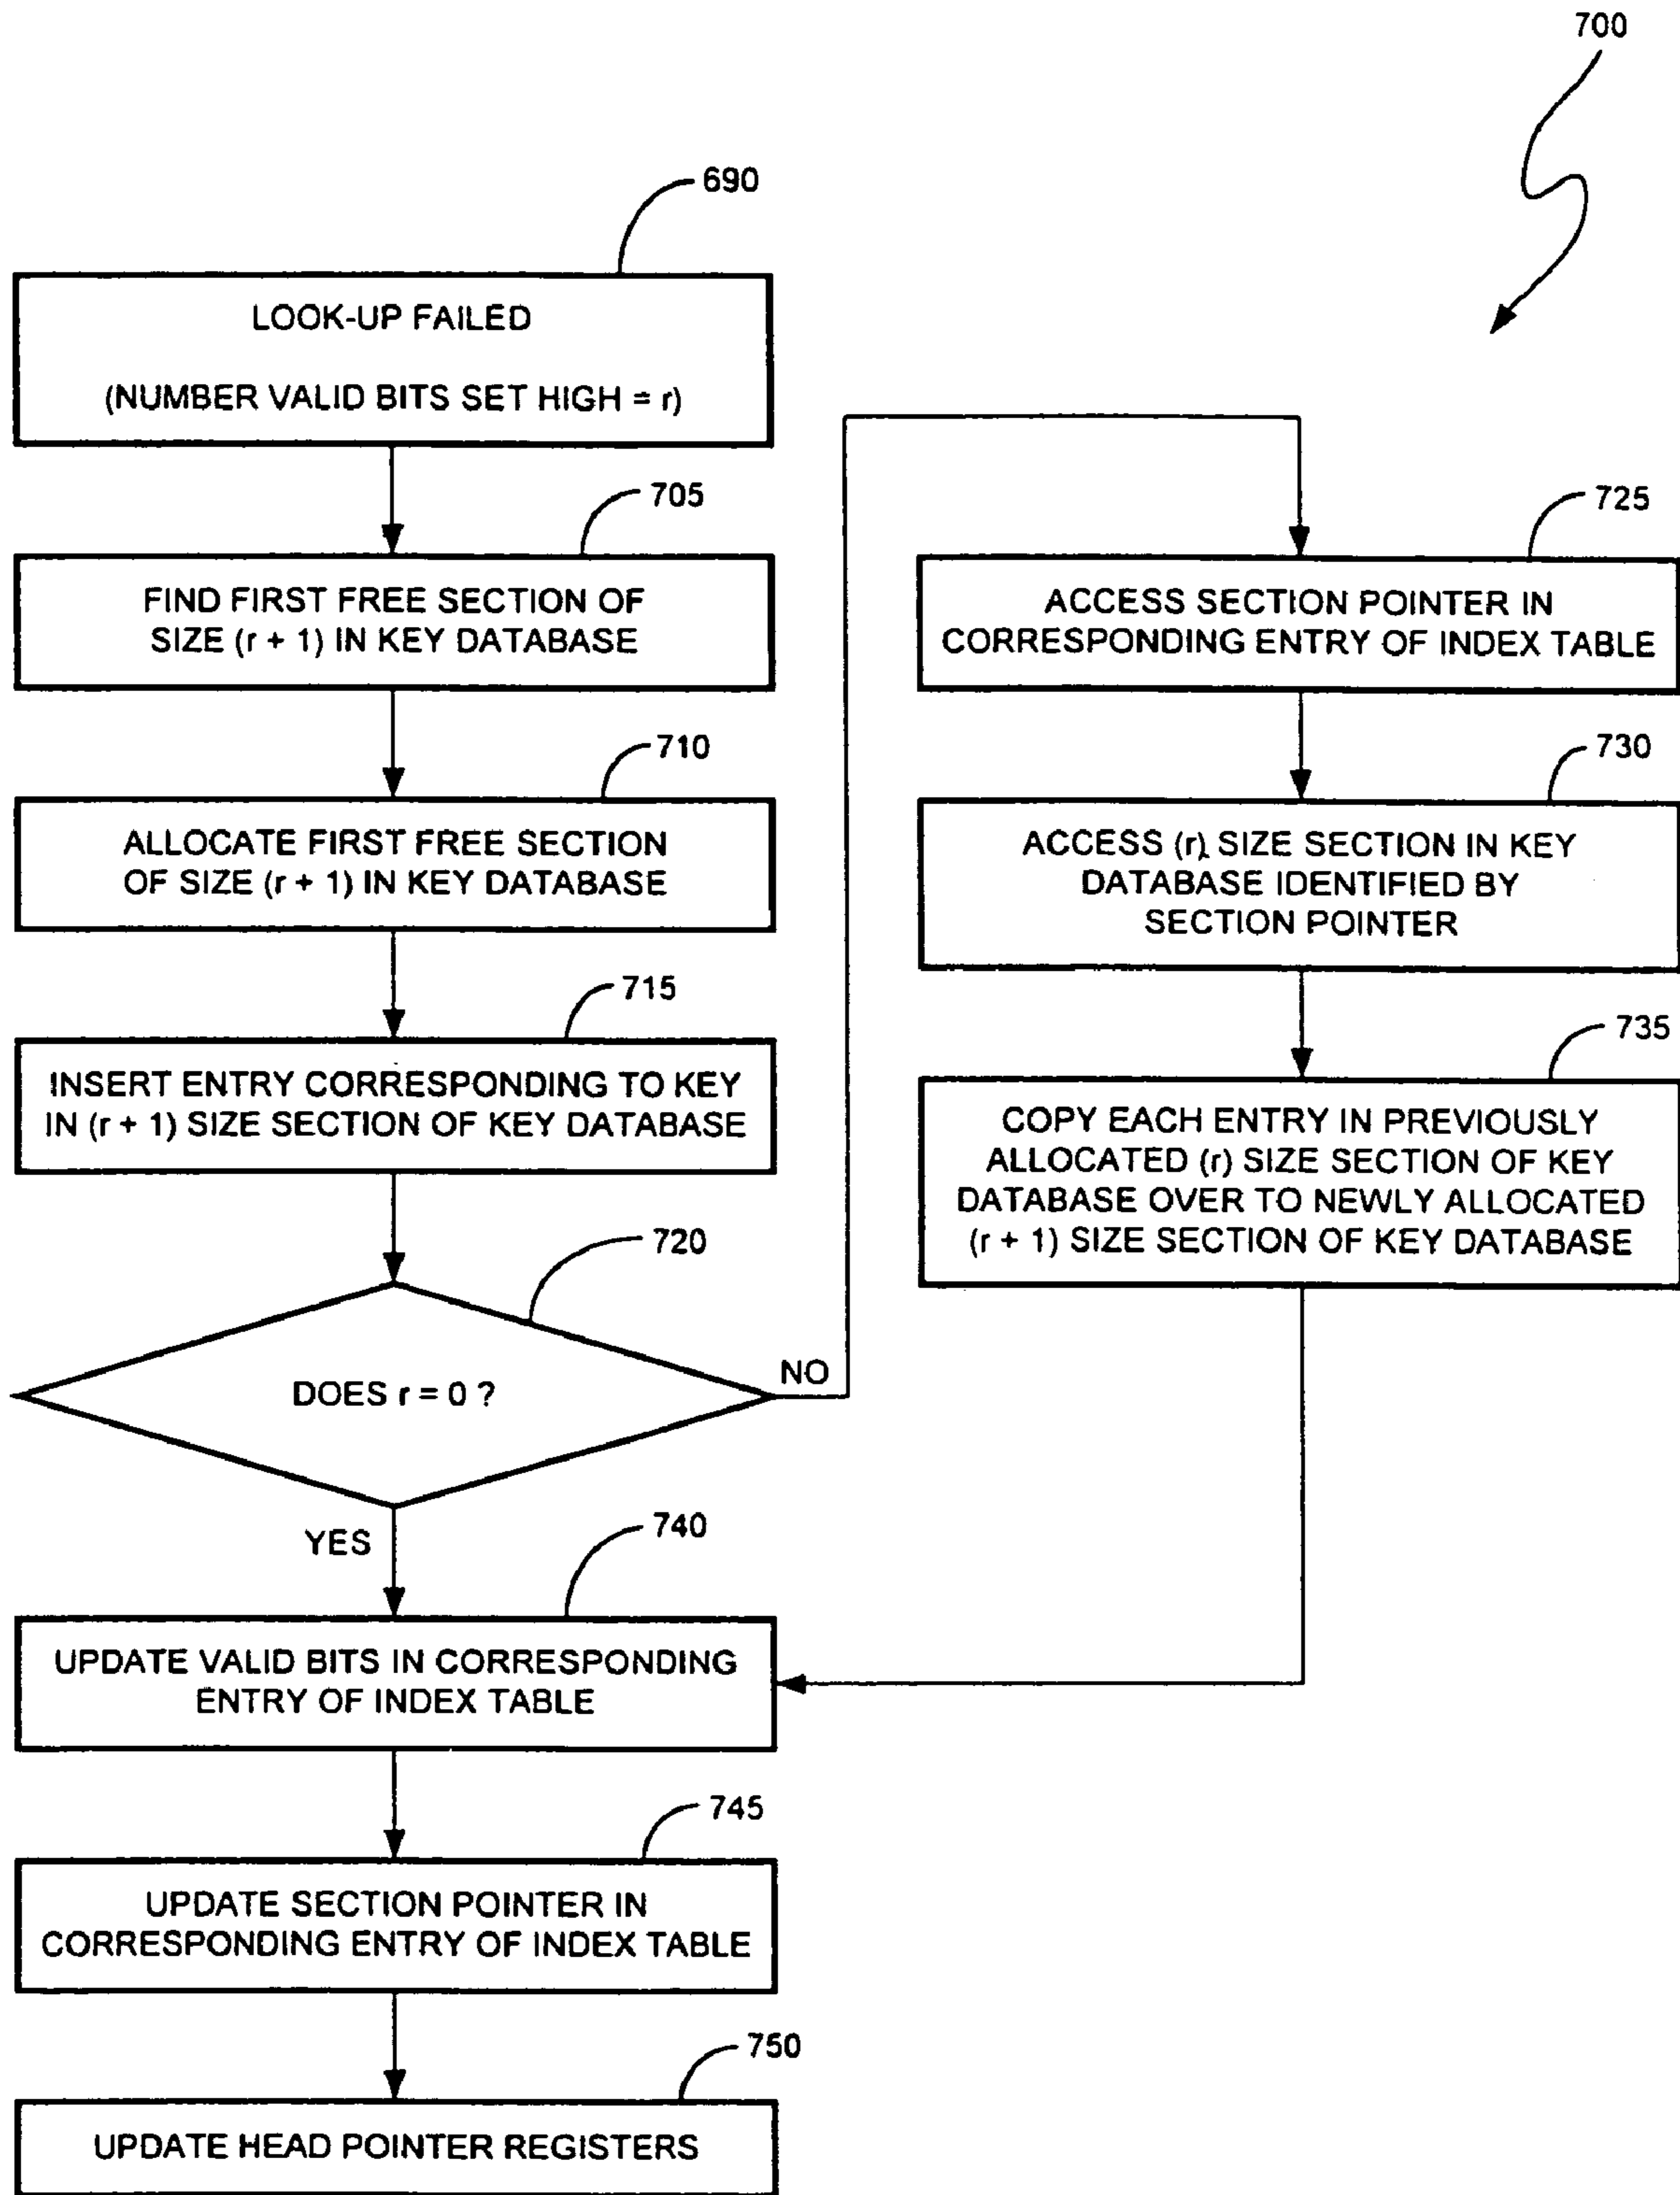 700
690
LOOK-UP FAILED
(NUMBER VALID BITS SET HIGH = r)
705
FIND FIRST FREE SECTION OF
SIZE (r + 1) IN KEY DATABASE
710
ALLOCATE FIRST FREE SECTION
OF SIZE (r + 1) IN KEY DATABASE
715
INSERT ENTRY CORRESPONDING TO KEY
IN (r + 1) SIZE SECTION OF KEY DATABASE
720
DOES r = 0 ?
NO
YES
725
ACCESS SECTION POINTER IN
CORRESPONDING ENTRY OF INDEX TABLE
730
ACCESS (r) SIZE SECTION IN KEY
DATABASE IDENTIFIED BY
SECTION POINTER
735
COPY EACH ENTRY IN PREVIOUSLY
ALLOCATED (r) SIZE SECTION OF KEY
DATABASE OVER TO NEWLY ALLOCATED
(r + 1) SIZE SECTION OF KEY DATABASE
740
UPDATE VALID BITS IN CORRESPONDING
ENTRY OF INDEX TABLE
745
UPDATE SECTION POINTER IN
CORRESPONDING ENTRY OF INDEX TABLE
750
UPDATE HEAD POINTER REGISTERS